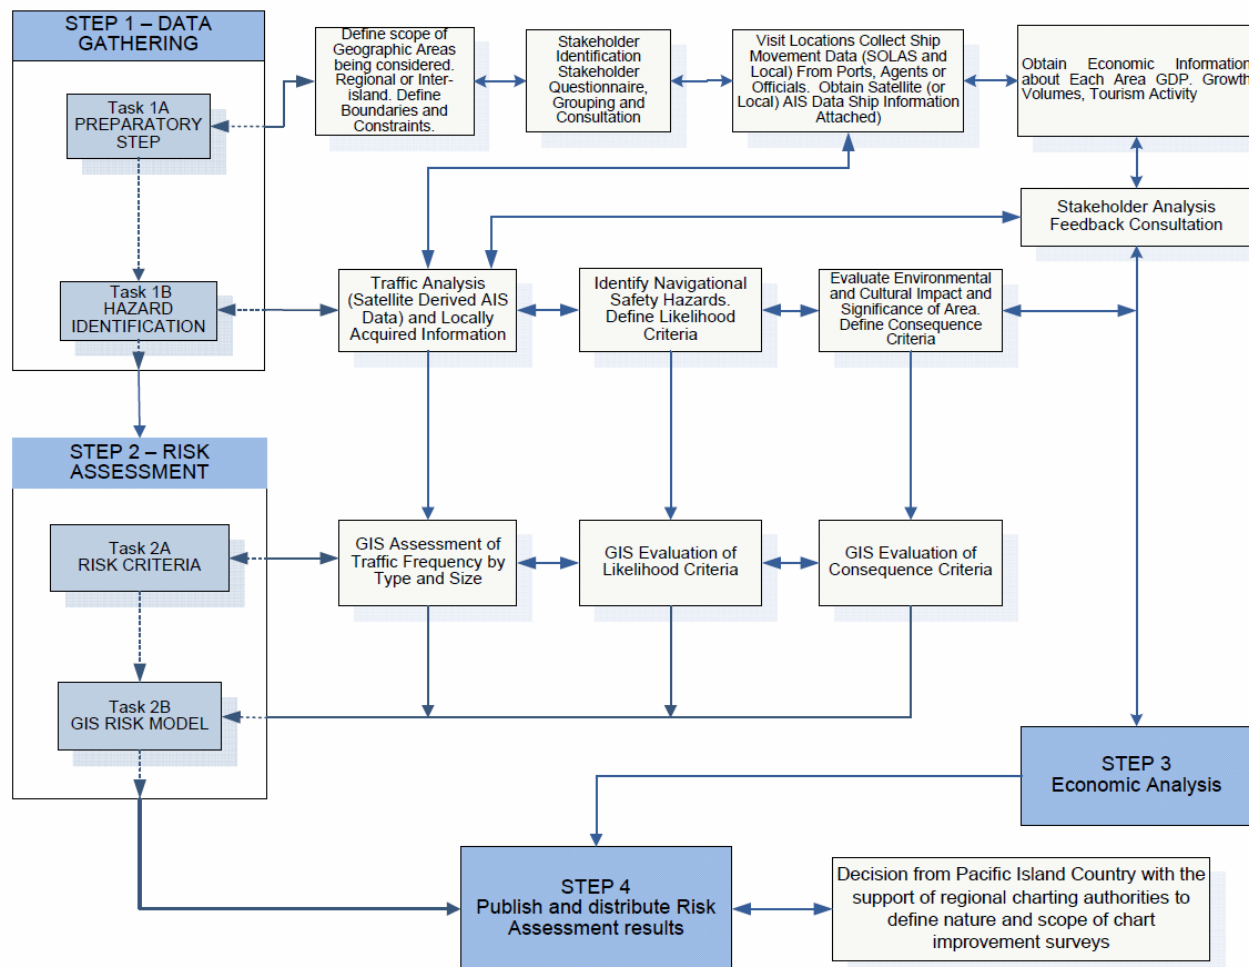 STEP 1 – DATA
GATHERING
Task 1A
PREPARATORY
STEP
Define scope of
Geographic Areas
being considered.
Regional or Inter-
island. Define
Boundaries and
Constraints.
Stakeholder
Identification
Stakeholder
Questionnaire,
Grouping and
Consultation
Visit Locations Collect Ship
Movement Data (SOLAS and
Local) From Ports, Agents or
Officials. Obtain Satellite (or
Local) AIS Data Ship Information
Attached)
Obtain Economic Information
about Each Area GDP. Growth
Volumes, Tourism Activity
Stakeholder Analysis
Feedback Consultation
Task 1B
HAZARD
IDENTIFICATION
Traffic Analysis
(Satellite Derived AIS
Data) and Locally
Acquired Information
Identify Navigational
Safety Hazards.
Define Likelihood
Criteria
Evaluate Environmental
and Cultural Impact and
Significance of Area.
Define Consequence
Criteria
STEP 2 – RISK
ASSESSMENT
Task 2A
RISK CRITERIA
GIS Assessment of
Traffic Frequency by
Type and Size
GIS Evaluation of
Likelihood Criteria
GIS Evaluation of
Consequence Criteria
Task 2B
GIS RISK MODEL
STEP 3
Economic Analysis
STEP 4
Publish and distribute Risk
Assessment results
Decision from Pacific Island Country with the
support of regional charting authorities to
define nature and scope of chart
improvement surveys